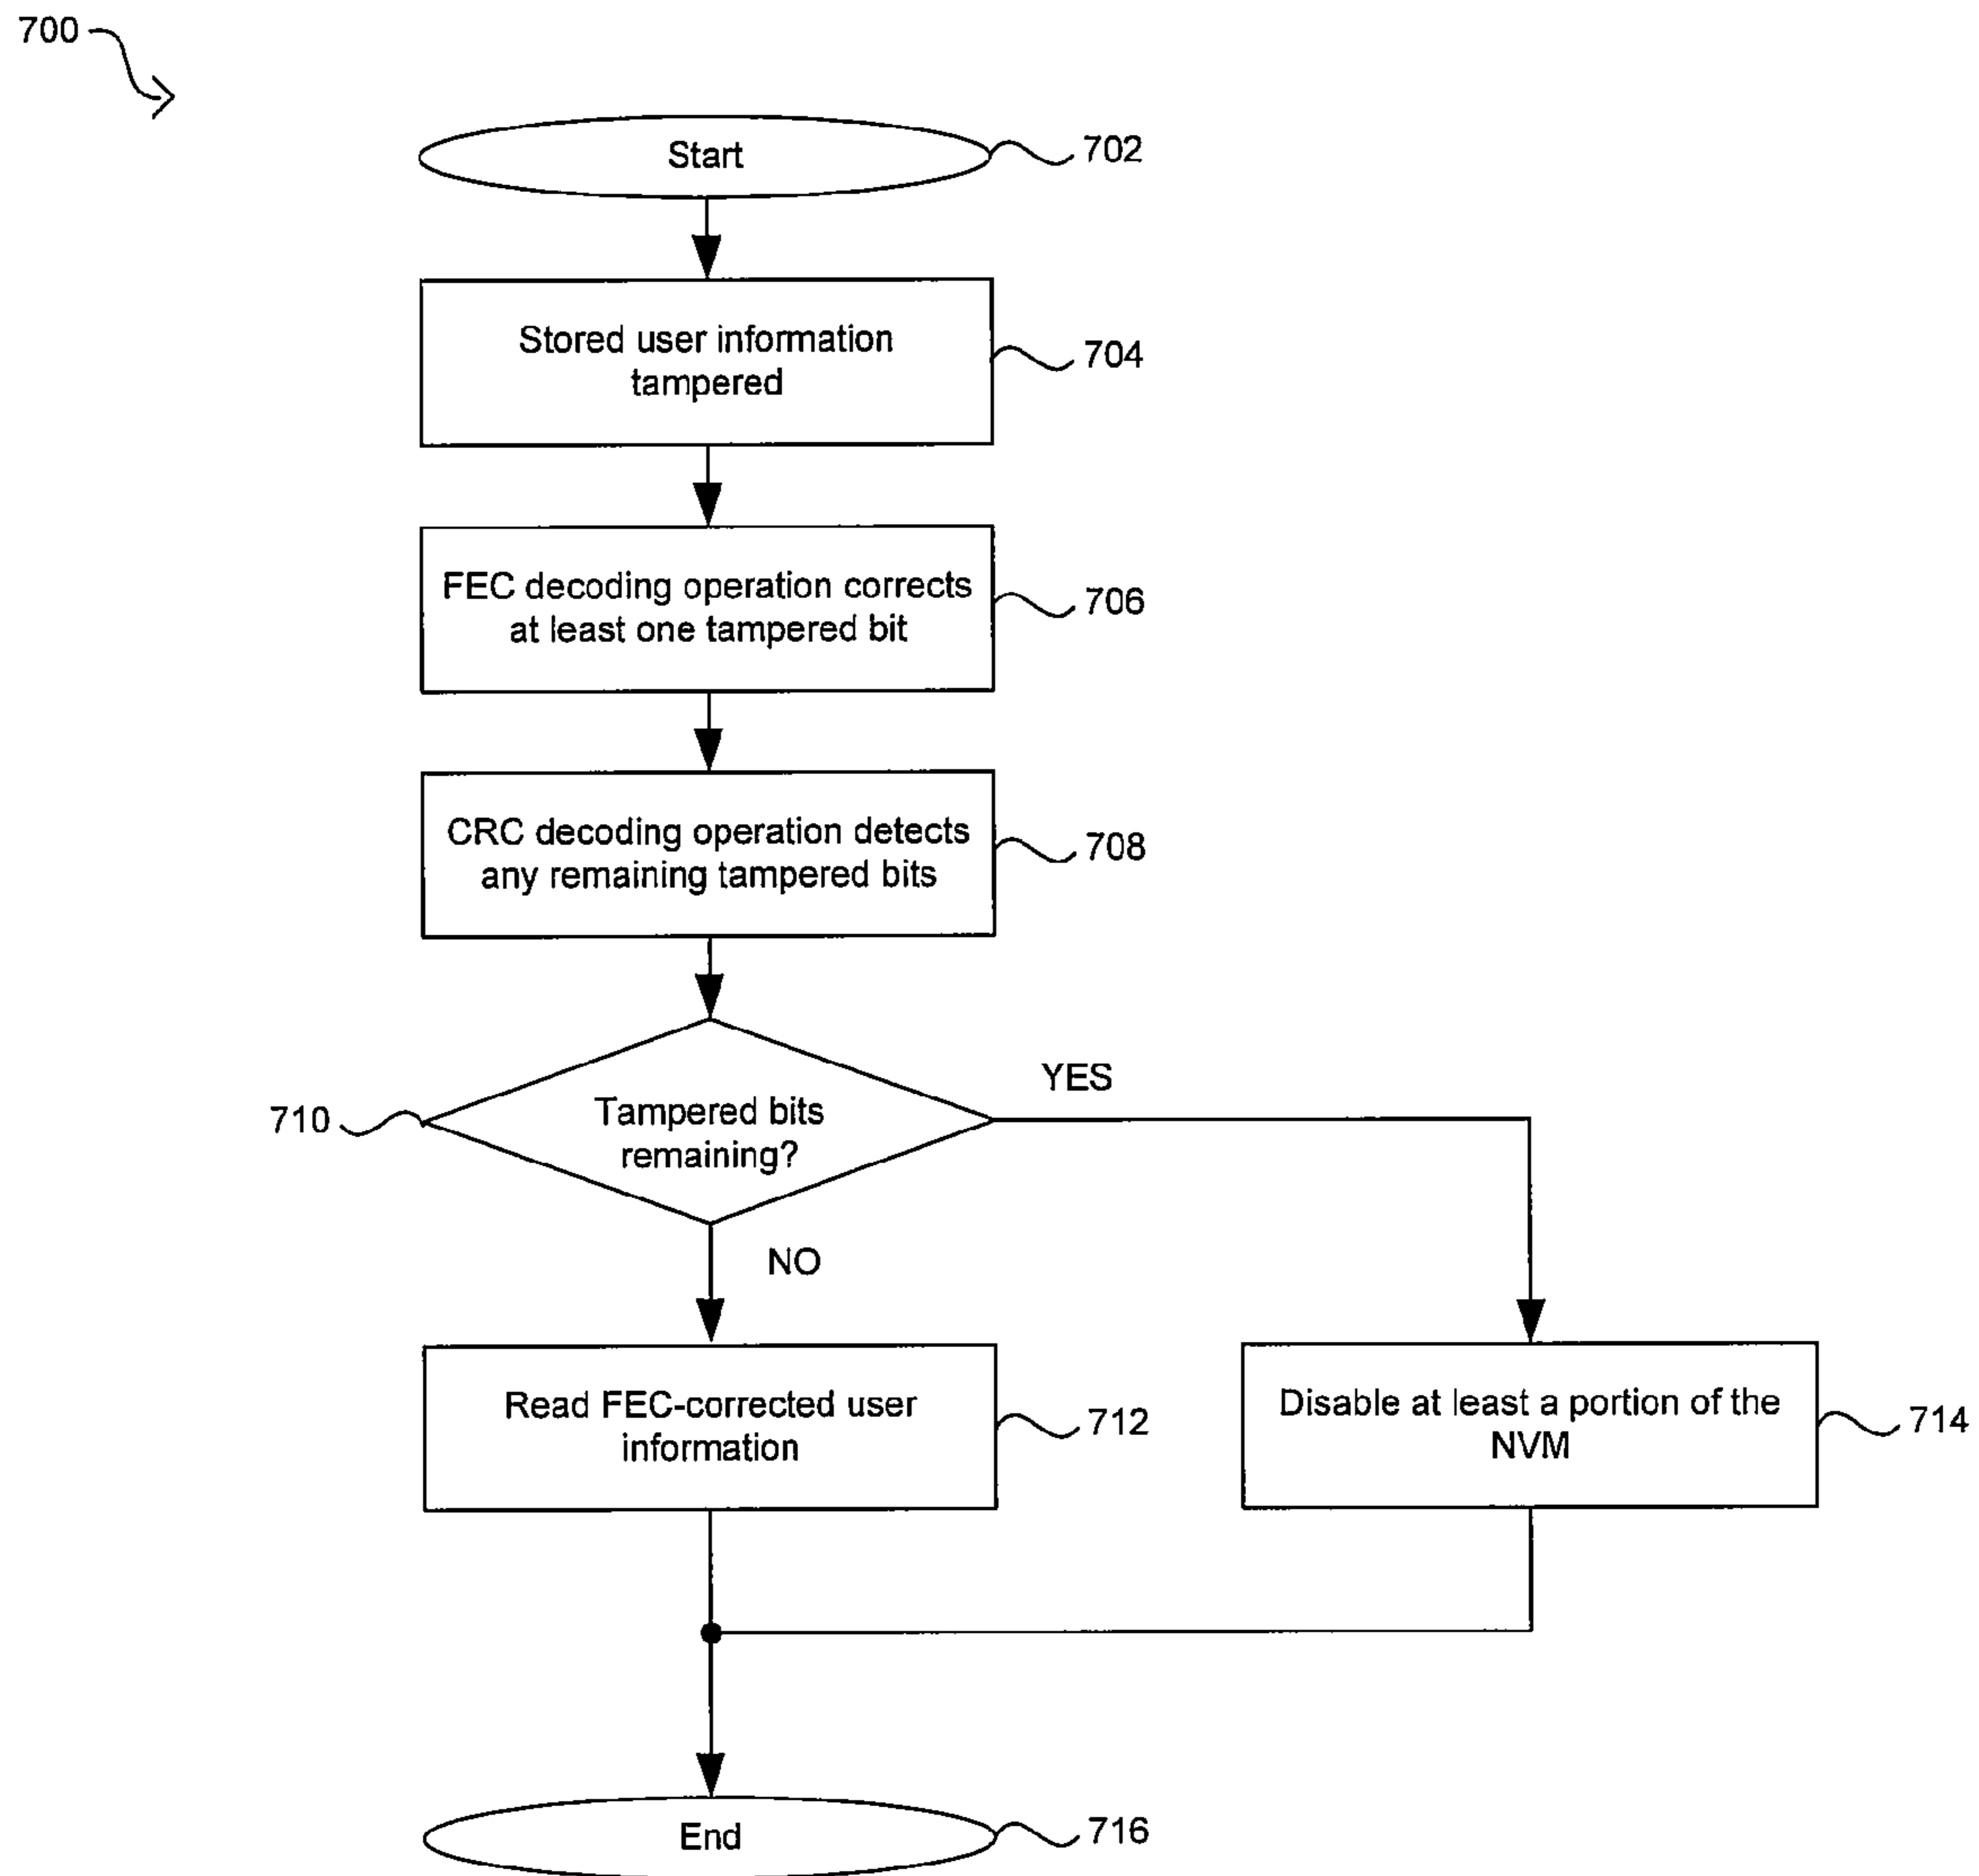 700
Start
702
Stored user information
tampered
704
FEC decoding operation corrects
at least one tampered bit
706
CRC decoding operation detects
any remaining tampered bits
708
YES
710
Tampered bits
remaining?
NO
Read FEC-corrected user
information
712
Disable at least a portion of the
NVM
714
End
716